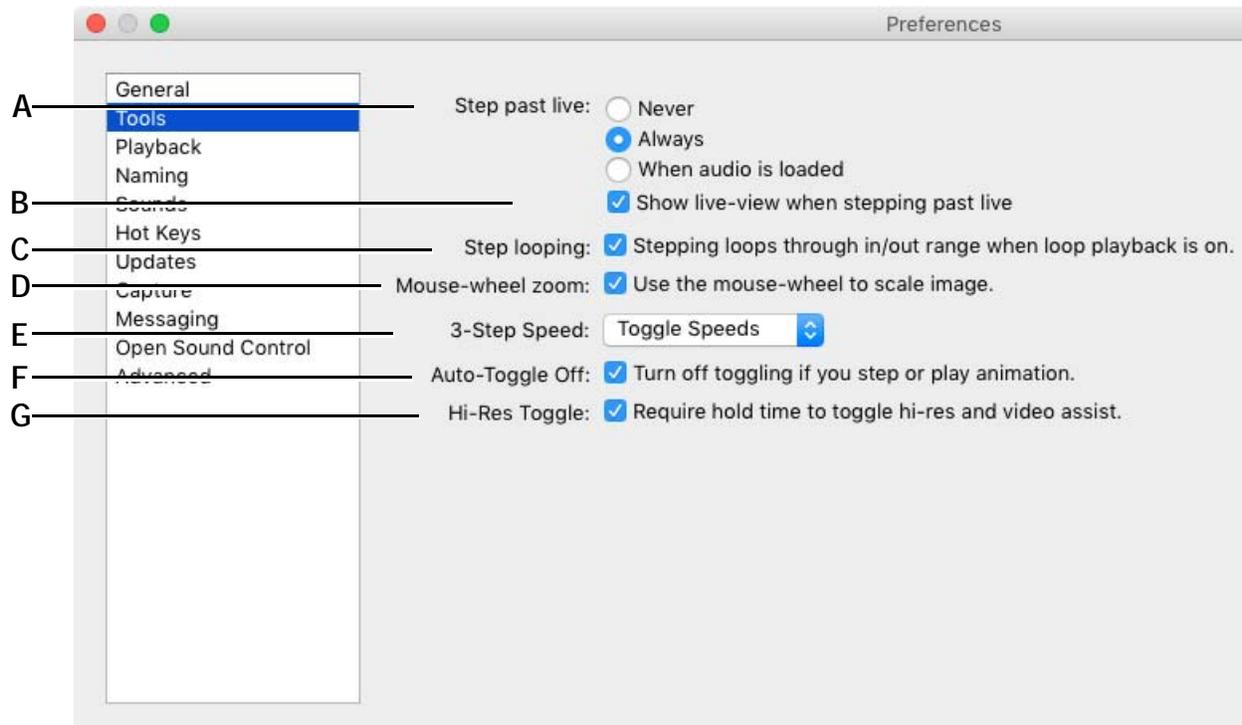 Preferences
General
Tools
Playback
Naming
Sounds
Hot Keys
Updates
Capture
Messaging
Open Sound Control
Advanced
A
Step past live: Never
Always
When audio is loaded
B
Show live-view when stepping past live
C
Step looping: Stepping loops through in/out range when loop playback is on.
D
Mouse-wheel zoom: Use the mouse-wheel to scale image.
E
3-Step Speed: Toggle Speeds
F
Auto-Toggle Off: Turn off toggling if you step or play animation.
G
Hi-Res Toggle: Require hold time to toggle hi-res and video assist.